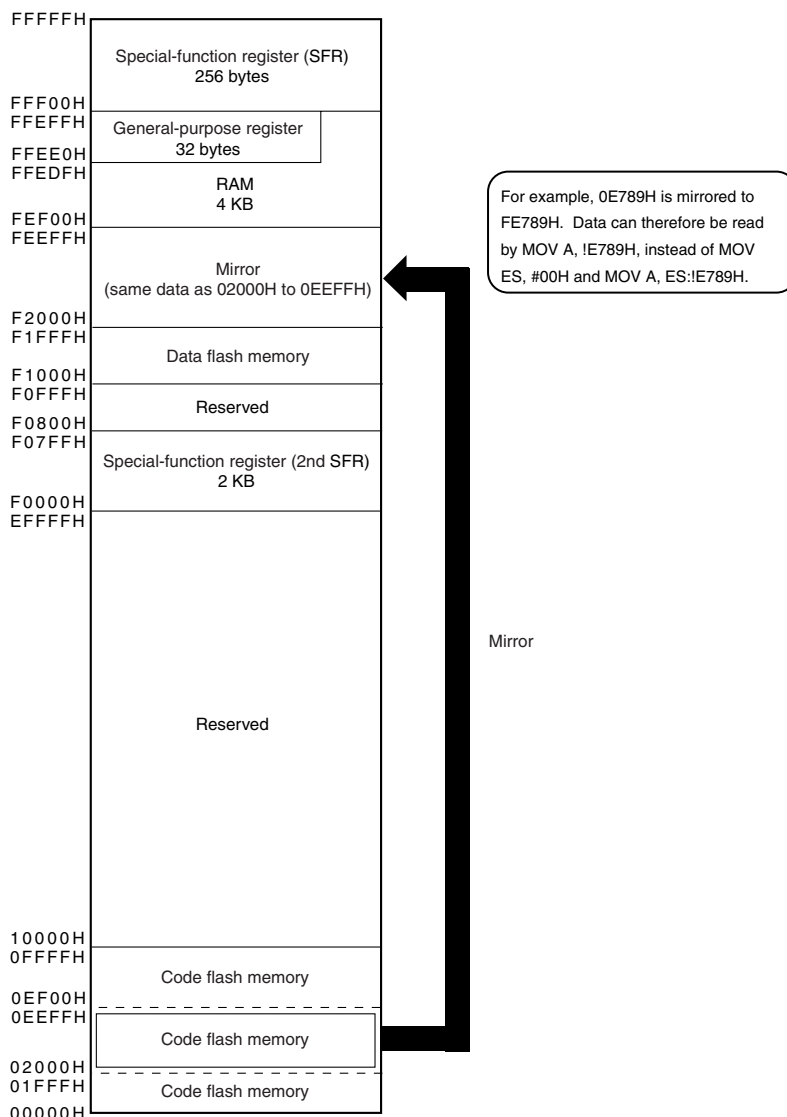 FFFFFH
Special-function register (SFR)
256 bytes
FFF00H
FFEFFH
General-purpose register
32 bytes
FFEE0H
FFEDFH
RAM
4 KB
FEF00H
FEEFFH
Mirror
(same data as 02000H to 0EEFFH)
For example, 0E789H is mirrored to
FE789H. Data can therefore be read
by MOV A, !E789H, instead of MOV
ES, #00H and MOV A, ES:!E789H.
F2000H
F1FFFH
Data flash memory
F1000H
F0FFFH
Reserved
F0800H
F07FFH
Special-function register (2nd SFR)
2 KB
F0000H
EFFFFH
Mirror
Reserved
10000H
0FFFFH
Code flash memory
0EF00H
0EEFFH
Code flash memory
02000H
01FFFH
Code flash memory
00000H